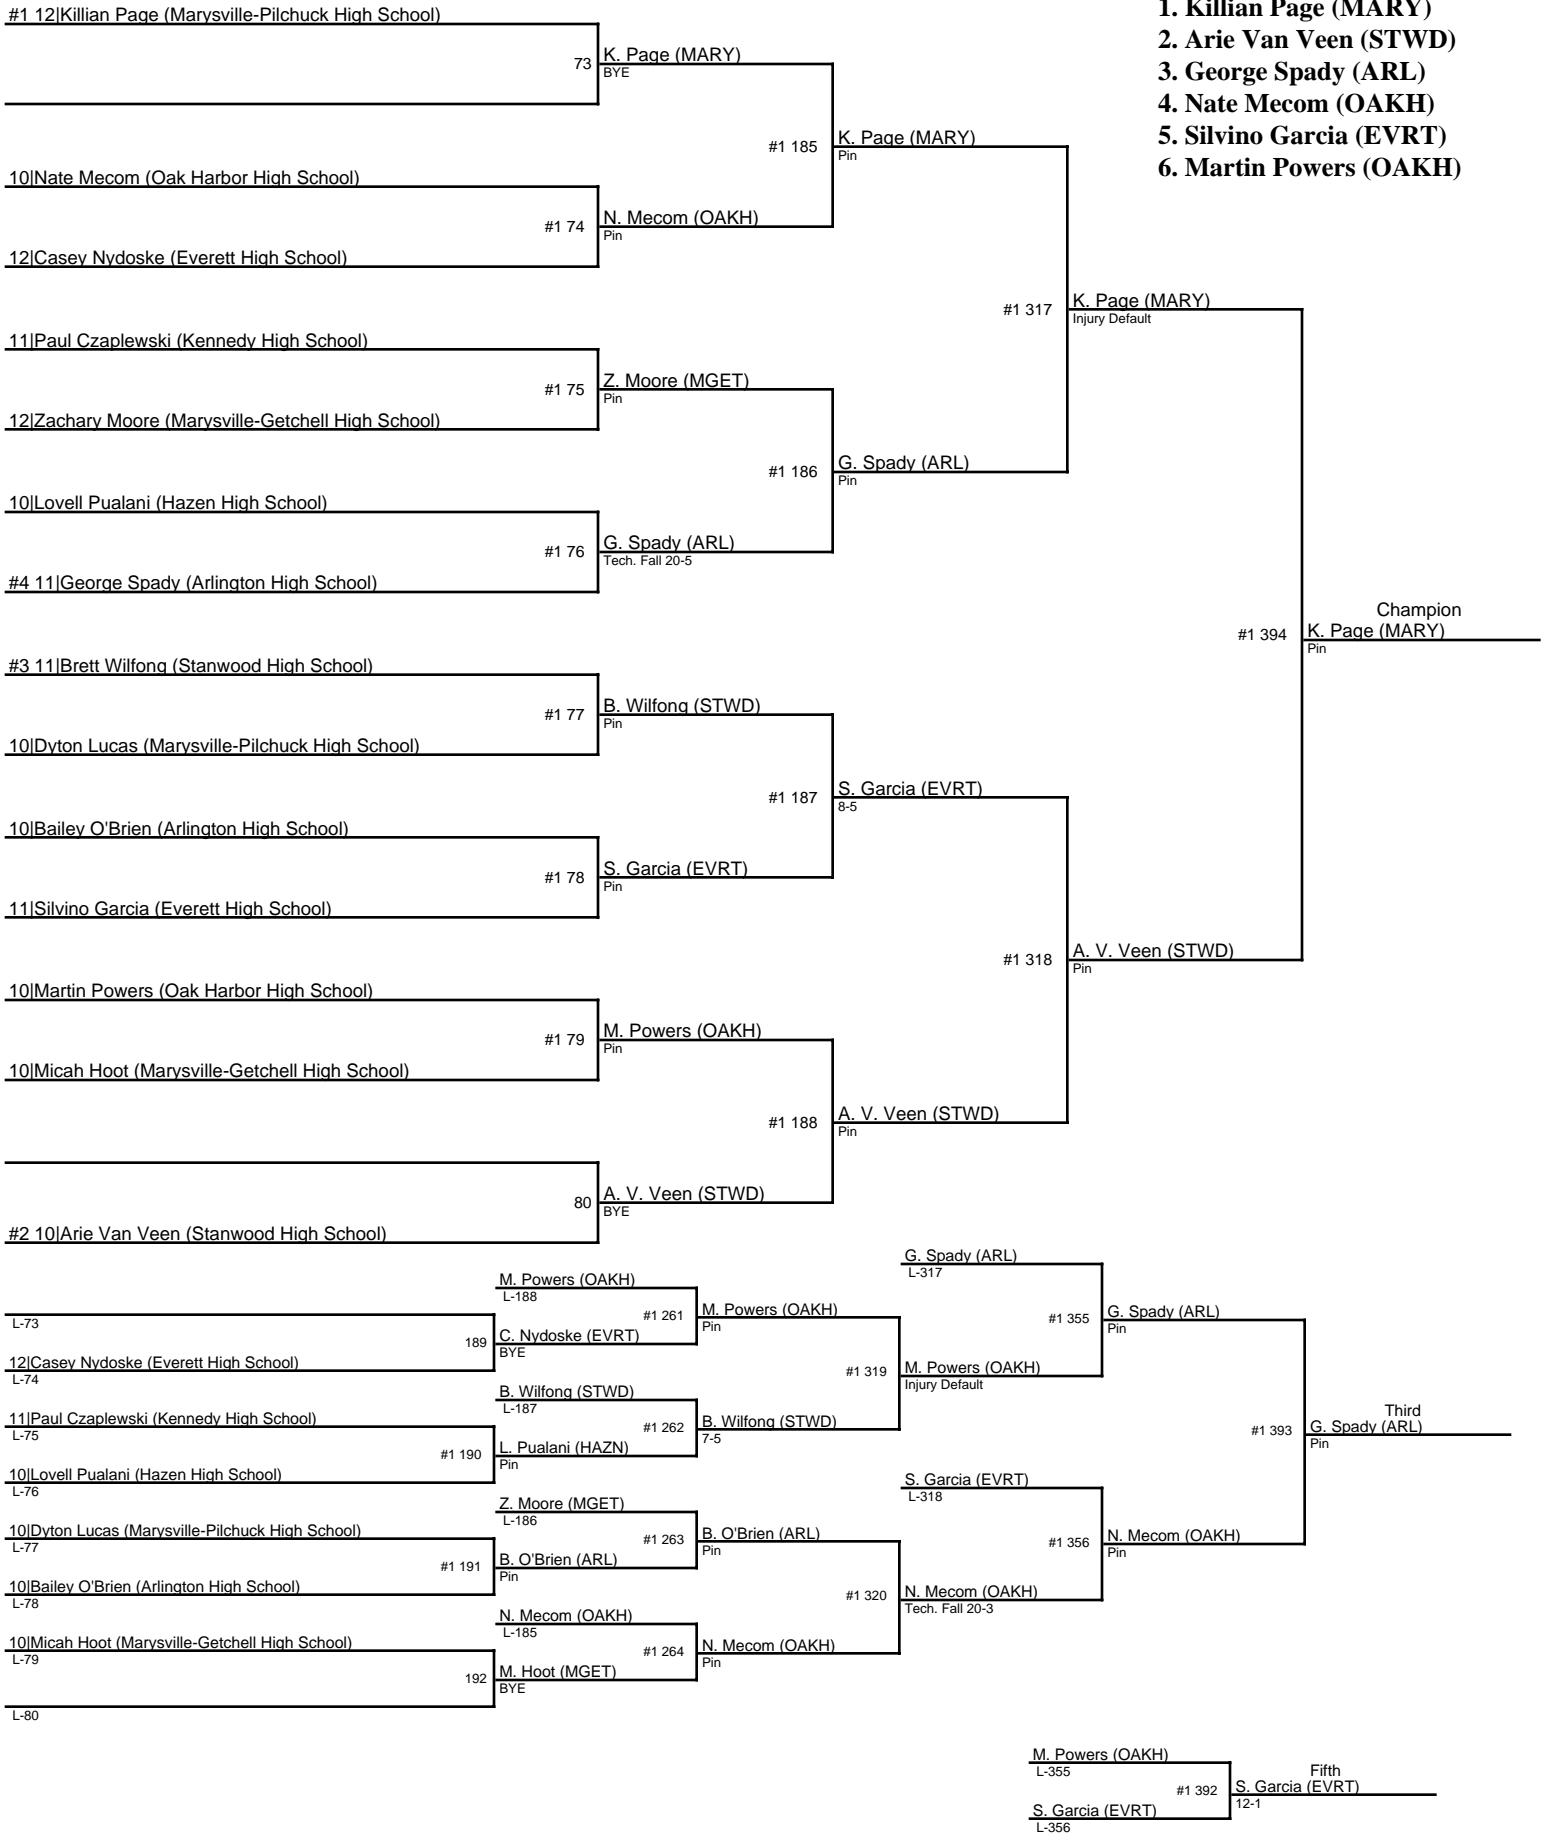 #1 12|Killian Page (Marysville-Pilchuck High School)
1. Killian Page (MARY)
2. Arie Van Veen (STWD)
3. George Spady (ARL)
4. Nate Mecom (OAKH)
5. Silvino Garcia (EVRT)
6. Martin Powers (OAKH)
73
K. Page (MARY)
BYE
#1 185
K. Page (MARY)
Pin
10|Nate Mecom (Oak Harbor High School)
#1 74
N. Mecom (OAKH)
Pin
12|Casey Nydoske (Everett High School)
#1 317
K. Page (MARY)
Injury Default
11|Paul Czaplewski (Kennedy High School)
#1 75
Z. Moore (MGET)
Pin
12|Zachary Moore (Marysville-Getchell High School)
#1 186
G. Spady (ARL)
Pin
10|Lovell Pualani (Hazen High School)
#1 76
G. Spady (ARL)
Tech. Fall 20-5
#4 11|George Spady (Arlington High School)
Champion
#1 394
K. Page (MARY)
Pin
#3 11|Brett Wilfong (Stanwood High School)
#1 77
B. Wilfong (STWD)
Pin
10|Dyton Lucas (Marysville-Pilchuck High School)
#1 187
S. Garcia (EVRT)
8-5
10|Bailey O'Brien (Arlington High School)
#1 78
S. Garcia (EVRT)
Pin
11|Silvino Garcia (Everett High School)
#1 318
A. V. Veen (STWD)
Pin
10|Martin Powers (Oak Harbor High School)
#1 79
M. Powers (OAKH)
Pin
10|Micah Hoot (Marysville-Getchell High School)
#1 188
A. V. Veen (STWD)
Pin
80
A. V. Veen (STWD)
BYE
#2 10|Arie Van Veen (Stanwood High School)
G. Spady (ARL)
L-317
M. Powers (OAKH)
L-188
#1 261
M. Powers (OAKH)
Pin
#1 355
G. Spady (ARL)
Pin
L-73
189
C. Nydoske (EVRT)
BYE
12|Casey Nydoske (Everett High School)
L-74
#1 319
M. Powers (OAKH)
Injury Default
B. Wilfong (STWD)
L-187
11|Paul Czaplewski (Kennedy High School)
L-75
#1 262
B. Wilfong (STWD)
7-5
Third
#1 393
G. Spady (ARL)
Pin
#1 190
L. Pualani (HAZN)
Pin
10|Lovell Pualani (Hazen High School)
L-76
S. Garcia (EVRT)
L-318
Z. Moore (MGET)
L-186
10|Dyton Lucas (Marysville-Pilchuck High School)
L-77
#1 263
B. O'Brien (ARL)
Pin
#1 356
N. Mecom (OAKH)
Pin
#1 191
B. O'Brien (ARL)
Pin
10|Bailey O'Brien (Arlington High School)
L-78
#1 320
N. Mecom (OAKH)
Tech. Fall 20-3
N. Mecom (OAKH)
L-185
10|Micah Hoot (Marysville-Getchell High School)
L-79
#1 264
N. Mecom (OAKH)
Pin
192
M. Hoot (MGET)
BYE
L-80
M. Powers (OAKH)
L-355
Fifth
#1 392
S. Garcia (EVRT)
12-1
S. Garcia (EVRT)
L-356